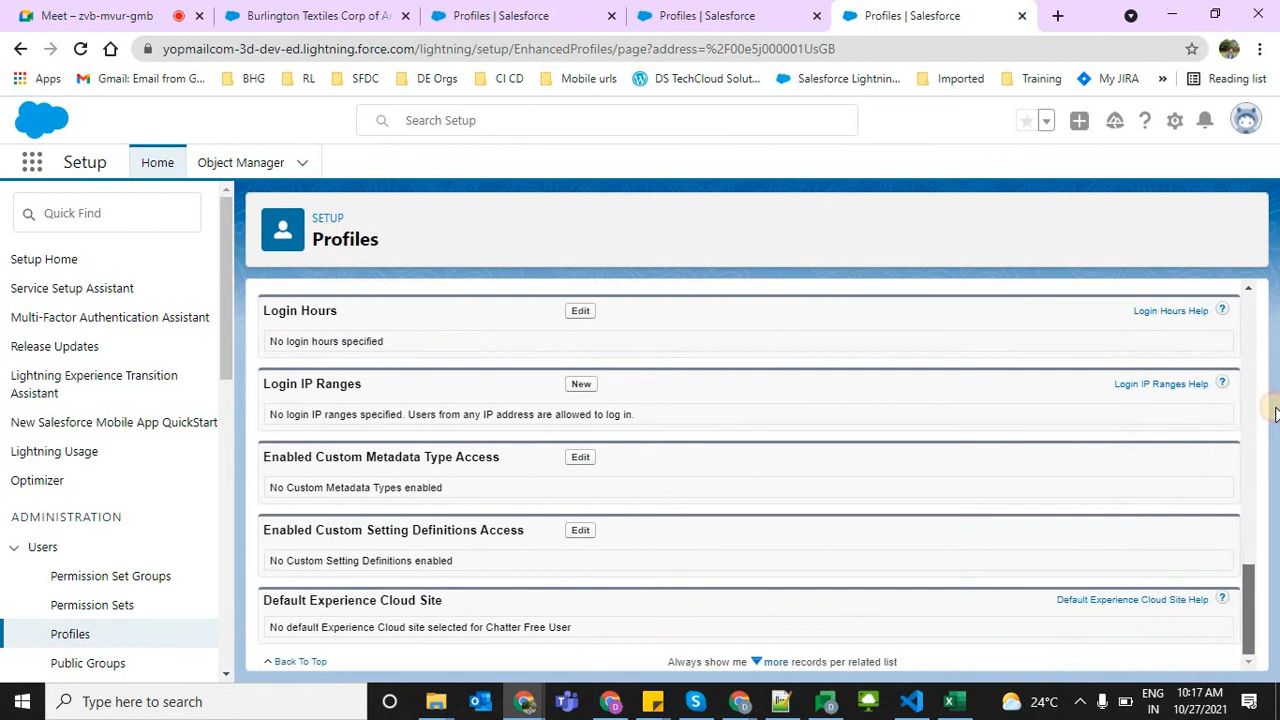 Meet – zvb-mvur-gmb
Burlington Textiles Corp of Ar
Profiles | Salesforce
Profiles | Salesforce
Profiles | Salesforce
yopmailcom-3d-dev-ed.lightning.force.com/lightning/setup/EnhancedProfiles/page?address=%2F00e5j000001UsGB
Apps
Gmail: Email from G...
BHG
RL
SFDC
DE Orgs
CI CD
Mobile urls
DS TechCloud Solut...
Salesforce Lightnin...
Imported
Training
My JIRA
»
Reading list
Search Setup
Setup
Home
Object Manager
Quick Find
Setup Home
Service Setup Assistant
Multi-Factor Authentication Assistant
Release Updates
Lightning Experience Transition
Assistant
New Salesforce Mobile App QuickStart
Lightning Usage
Optimizer
ADMINISTRATION
Users
Permission Set Groups
Permission Sets
Profiles
Public Groups
SETUP
Profiles
Login Hours
Edit
Login Hours Help ?
No login hours specified
Login IP Ranges
New
Login IP Ranges Help ?
No login IP ranges specified. Users from any IP address are allowed to log in.
Enabled Custom Metadata Type Access
Edit
No Custom Metadata Types enabled
Enabled Custom Setting Definitions Access
Edit
No Custom Setting Definitions enabled
Default Experience Cloud Site
Default Experience Cloud Site Help ?
No default Experience Cloud site selected for Chatter Free User
^ Back To Top
Always show me ▼ more records per related list
Type here to search
24°C
ENG
IN
10:17 AM
10/27/2021